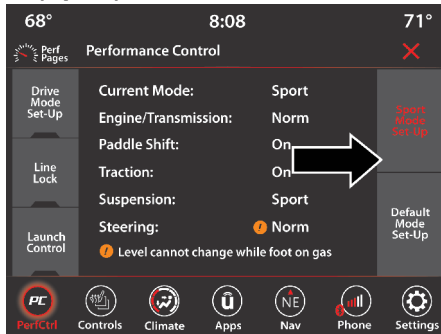 68° 8:08 71°
Perf Pages Performance Control
Drive Mode Set-Up
Line Lock
Launch Control
Current Mode: Sport
Engine/Transmission: Norm
Paddle Shift: On
Traction: On
Suspension: Sport
Steering: ! Norm
! Level cannot change while foot on gas
Sport Mode Set-Up
Default Mode Set-Up
PC û NE
PerfCtrl Controls Climate Apps Nav Phone Settings